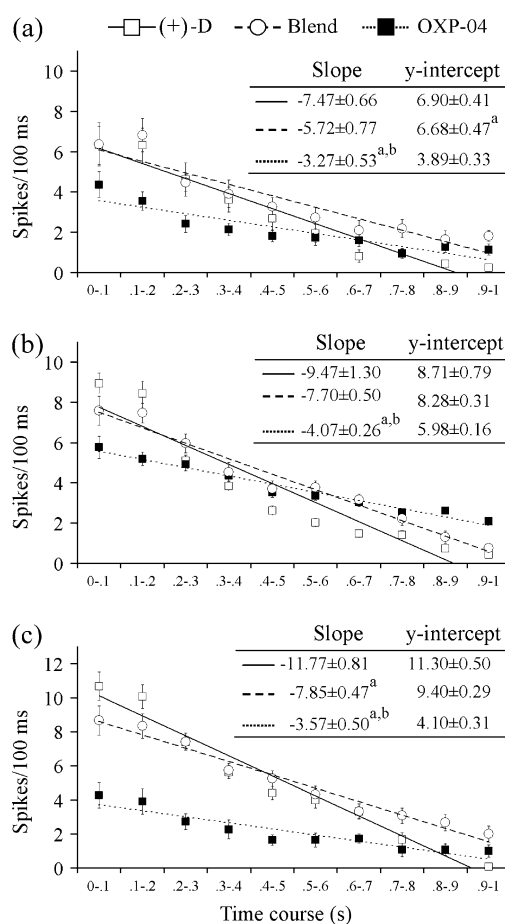 (a) (+)-D Blend OXP-04
Slope y-intercept
-7.47±0.66 6.90±0.41
-5.72±0.77 6.68±0.47a
-3.27±0.53a,b 3.89±0.33
Spikes/100 ms
10
8
6
4
2
0
0-.1 .1-.2 .2-.3 .3-.4 .4-.5 .5-.6 .6-.7 .7-.8 .8-.9 .9-1
(b)
Slope y-intercept
-9.47±1.30 8.71±0.79
-7.70±0.50 8.28±0.31
-4.07±0.26a,b 5.98±0.16
Spikes/100 ms
10
8
6
4
2
0
0-.1 .1-.2 .2-.3 .3-.4 .4-.5 .5-.6 .6-.7 .7-.8 .8-.9 .9-1
(c)
Slope y-intercept
-11.77±0.81 11.30±0.50
-7.85±0.47a 9.40±0.29
-3.57±0.50a,b 4.10±0.31
Spikes/100 ms
12
10
8
6
4
2
0
0-.1 .1-.2 .2-.3 .3-.4 .4-.5 .5-.6 .6-.7 .7-.8 .8-.9 .9-1
Time course (s)